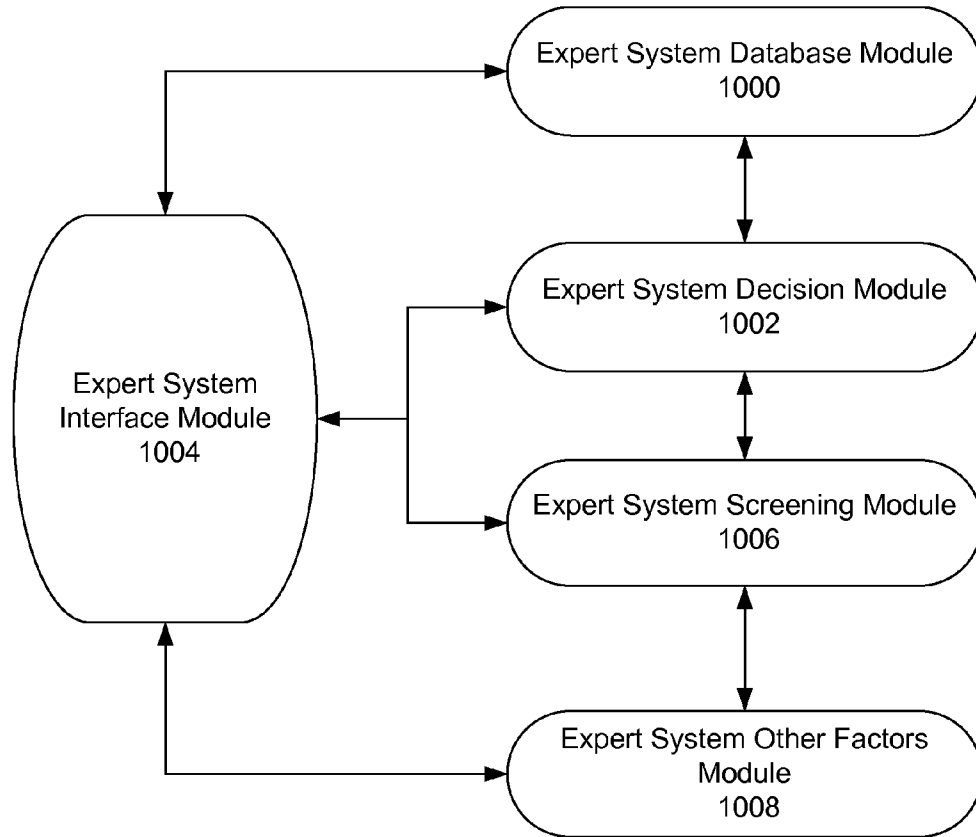 Expert System Database Module
1000
Expert System Decision Module
1002
Expert System
Interface Module
1004
Expert System Screening Module
1006
Expert System Other Factors
Module
1008